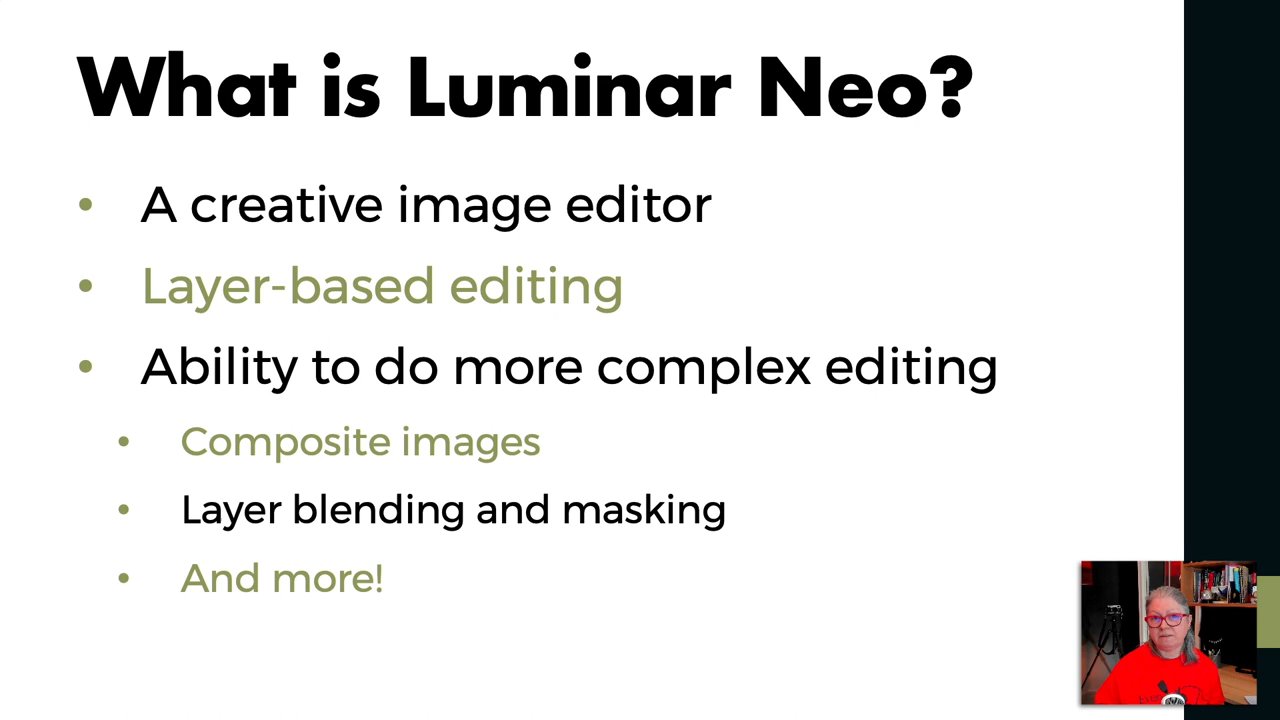 What is Luminar Neo?
• A creative image editor
• Layer-based editing
• Ability to do more complex editing
• Composite images
• Layer blending and masking
• And more!